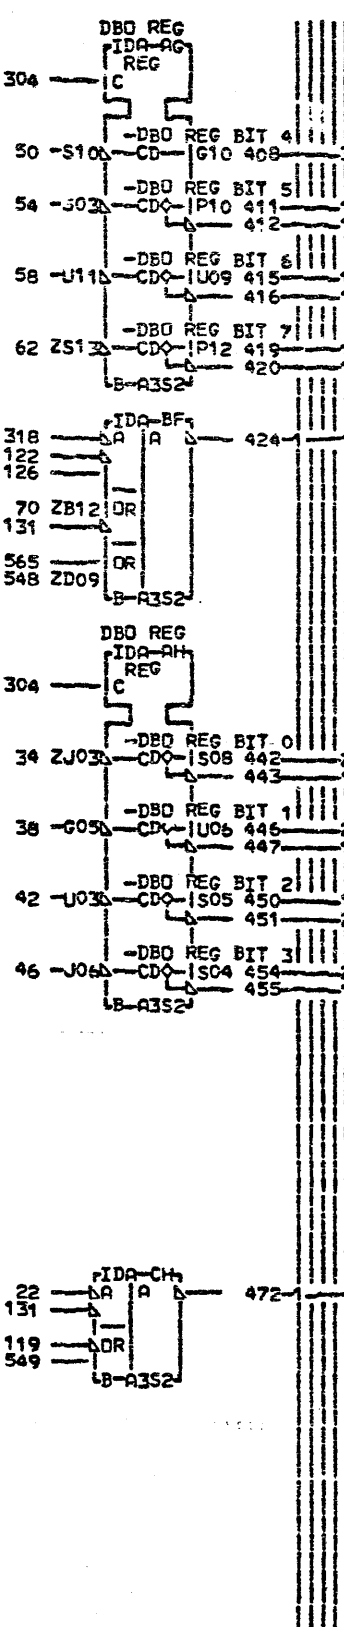 DBO REG
IDA-AG
REG
304 C
-DBO REG BIT 4
50 -S10 CD G10 408
-DBO REG BIT 5
54 -S03 CD P10 411
412
-DBO REG BIT 6
58 -U11 CD U09 415
416
-DBO REG BIT 7
62 ZS13 CD P12 419
420
B-A3S2
IDA-BF
318 A A 424
122
126
70 ZB12 OR
131
565 OR
548 ZD09
B-A3S2
DBO REG
IDA-AH
REG
304 C
-DBO REG BIT 0
34 ZJ03 CD S08 442
443
-DBO REG BIT 1
38 -G05 CD U06 446
447
-DBO REG BIT 2
42 -U03 CD S05 450
451
-DBO REG BIT 3
46 -J06 CD S04 454
455
B-A3S2
IDA-CH
22 A A 472
131
119 OR
549
B-A3S2